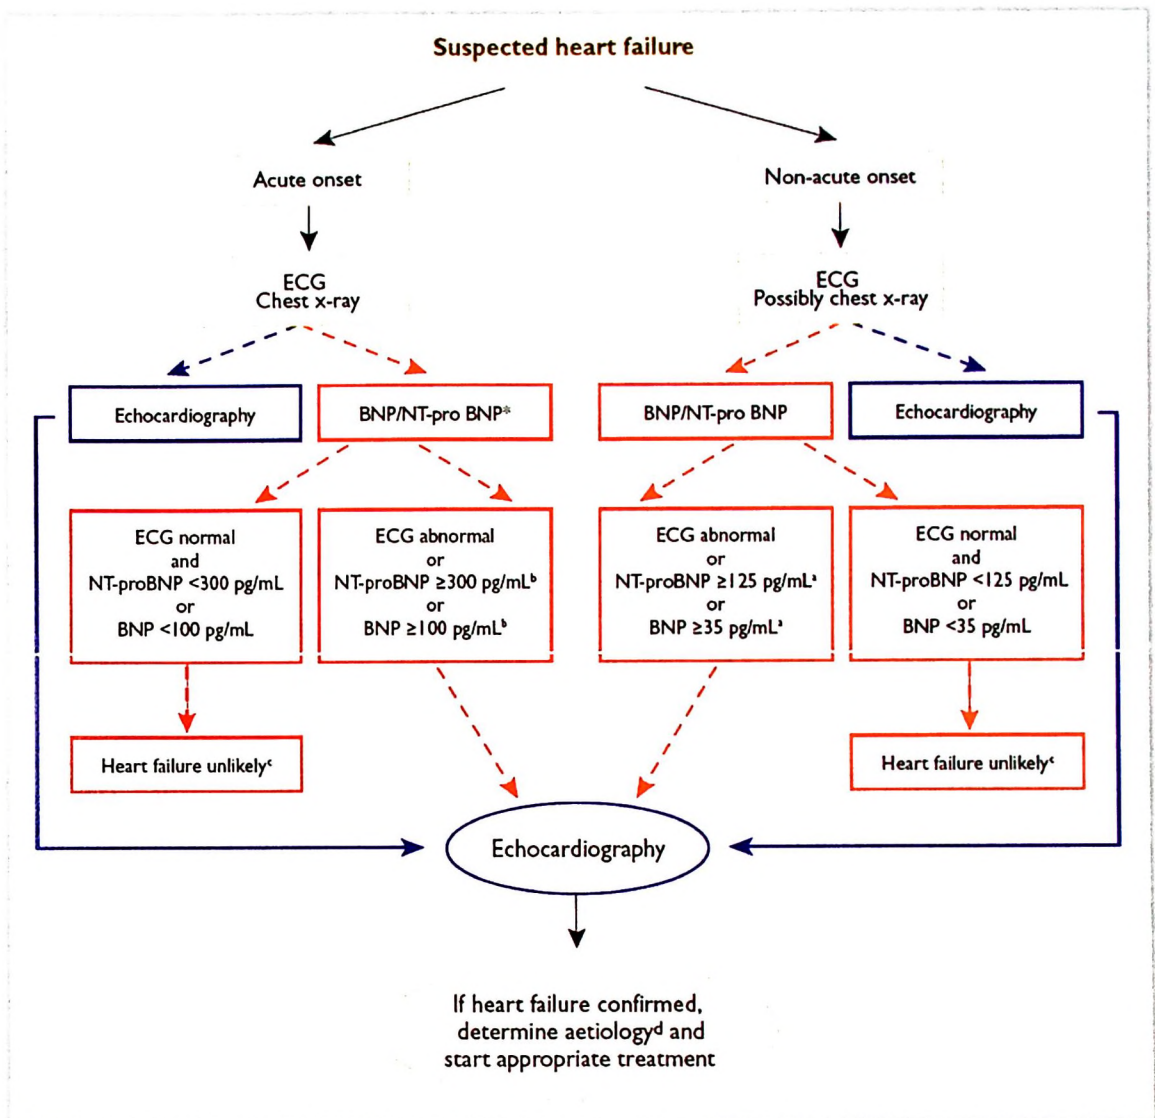 Suspected heart failure
Acute onset
Non-acute onset
ECG
Chest x-ray
ECG
Possibly chest x-ray
Echocardiography
BNP/NT-pro BNP*
BNP/NT-pro BNP
Echocardiography
ECG normal
and
NT-proBNP <300 pg/mL
or
BNP <100 pg/mL
ECG abnormal
or
NT-proBNP ≥300 pg/mLᵇ
or
BNP ≥100 pg/mLᵇ
ECG abnormal
or
NT-proBNP ≥125 pg/mLᵃ
or
BNP ≥35 pg/mLᵃ
ECG normal
and
NT-proBNP <125 pg/mL
or
BNP <35 pg/mL
Heart failure unlikelyᶜ
Heart failure unlikelyᶜ
Echocardiography
If heart failure confirmed,
determine aetiologyᵈ and
start appropriate treatment